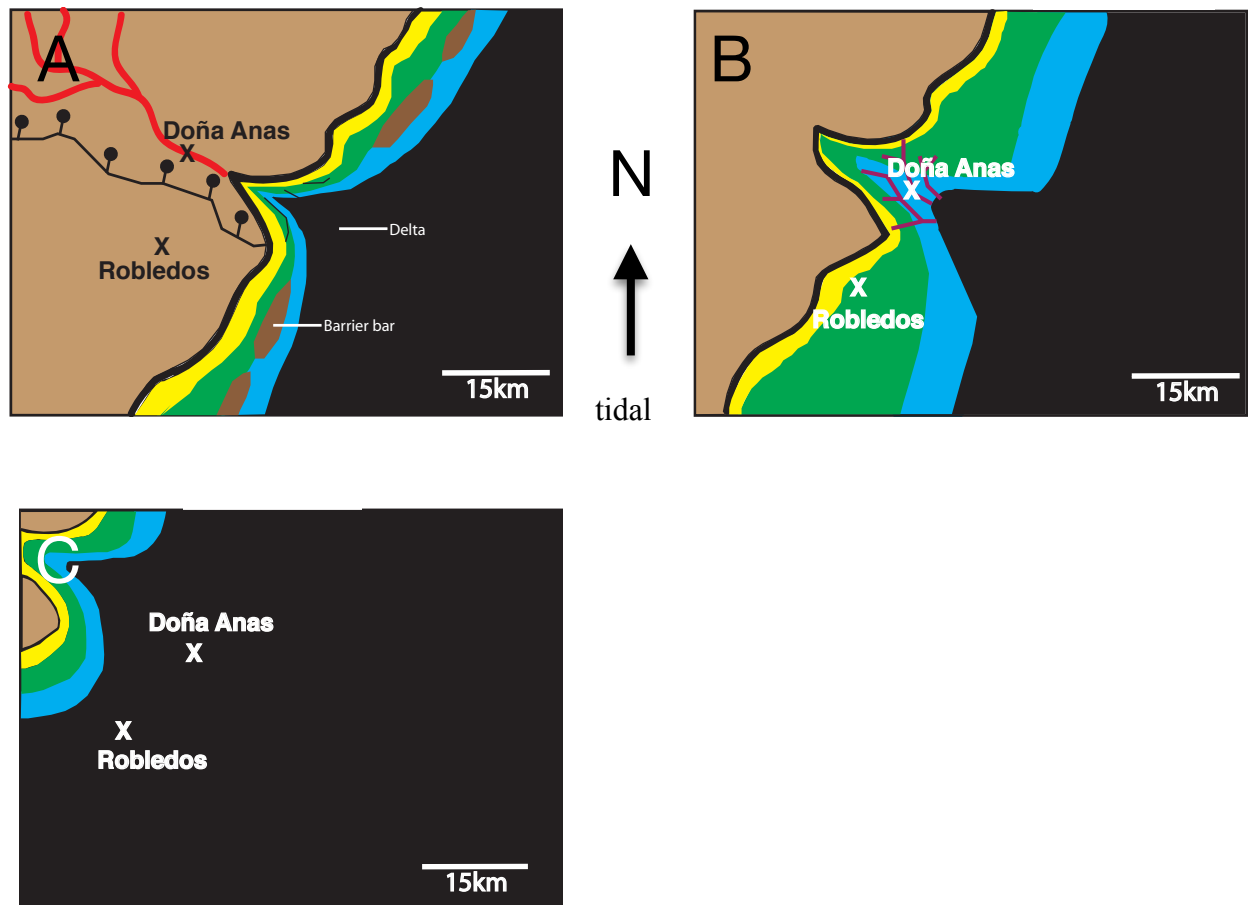 A
Doña Anas
X
X
Robledos
Delta
Barrier bar
15km
N
tidal
B
Doña Anas
X
X
Robledos
15km
C
Doña Anas
X
X
Robledos
15km